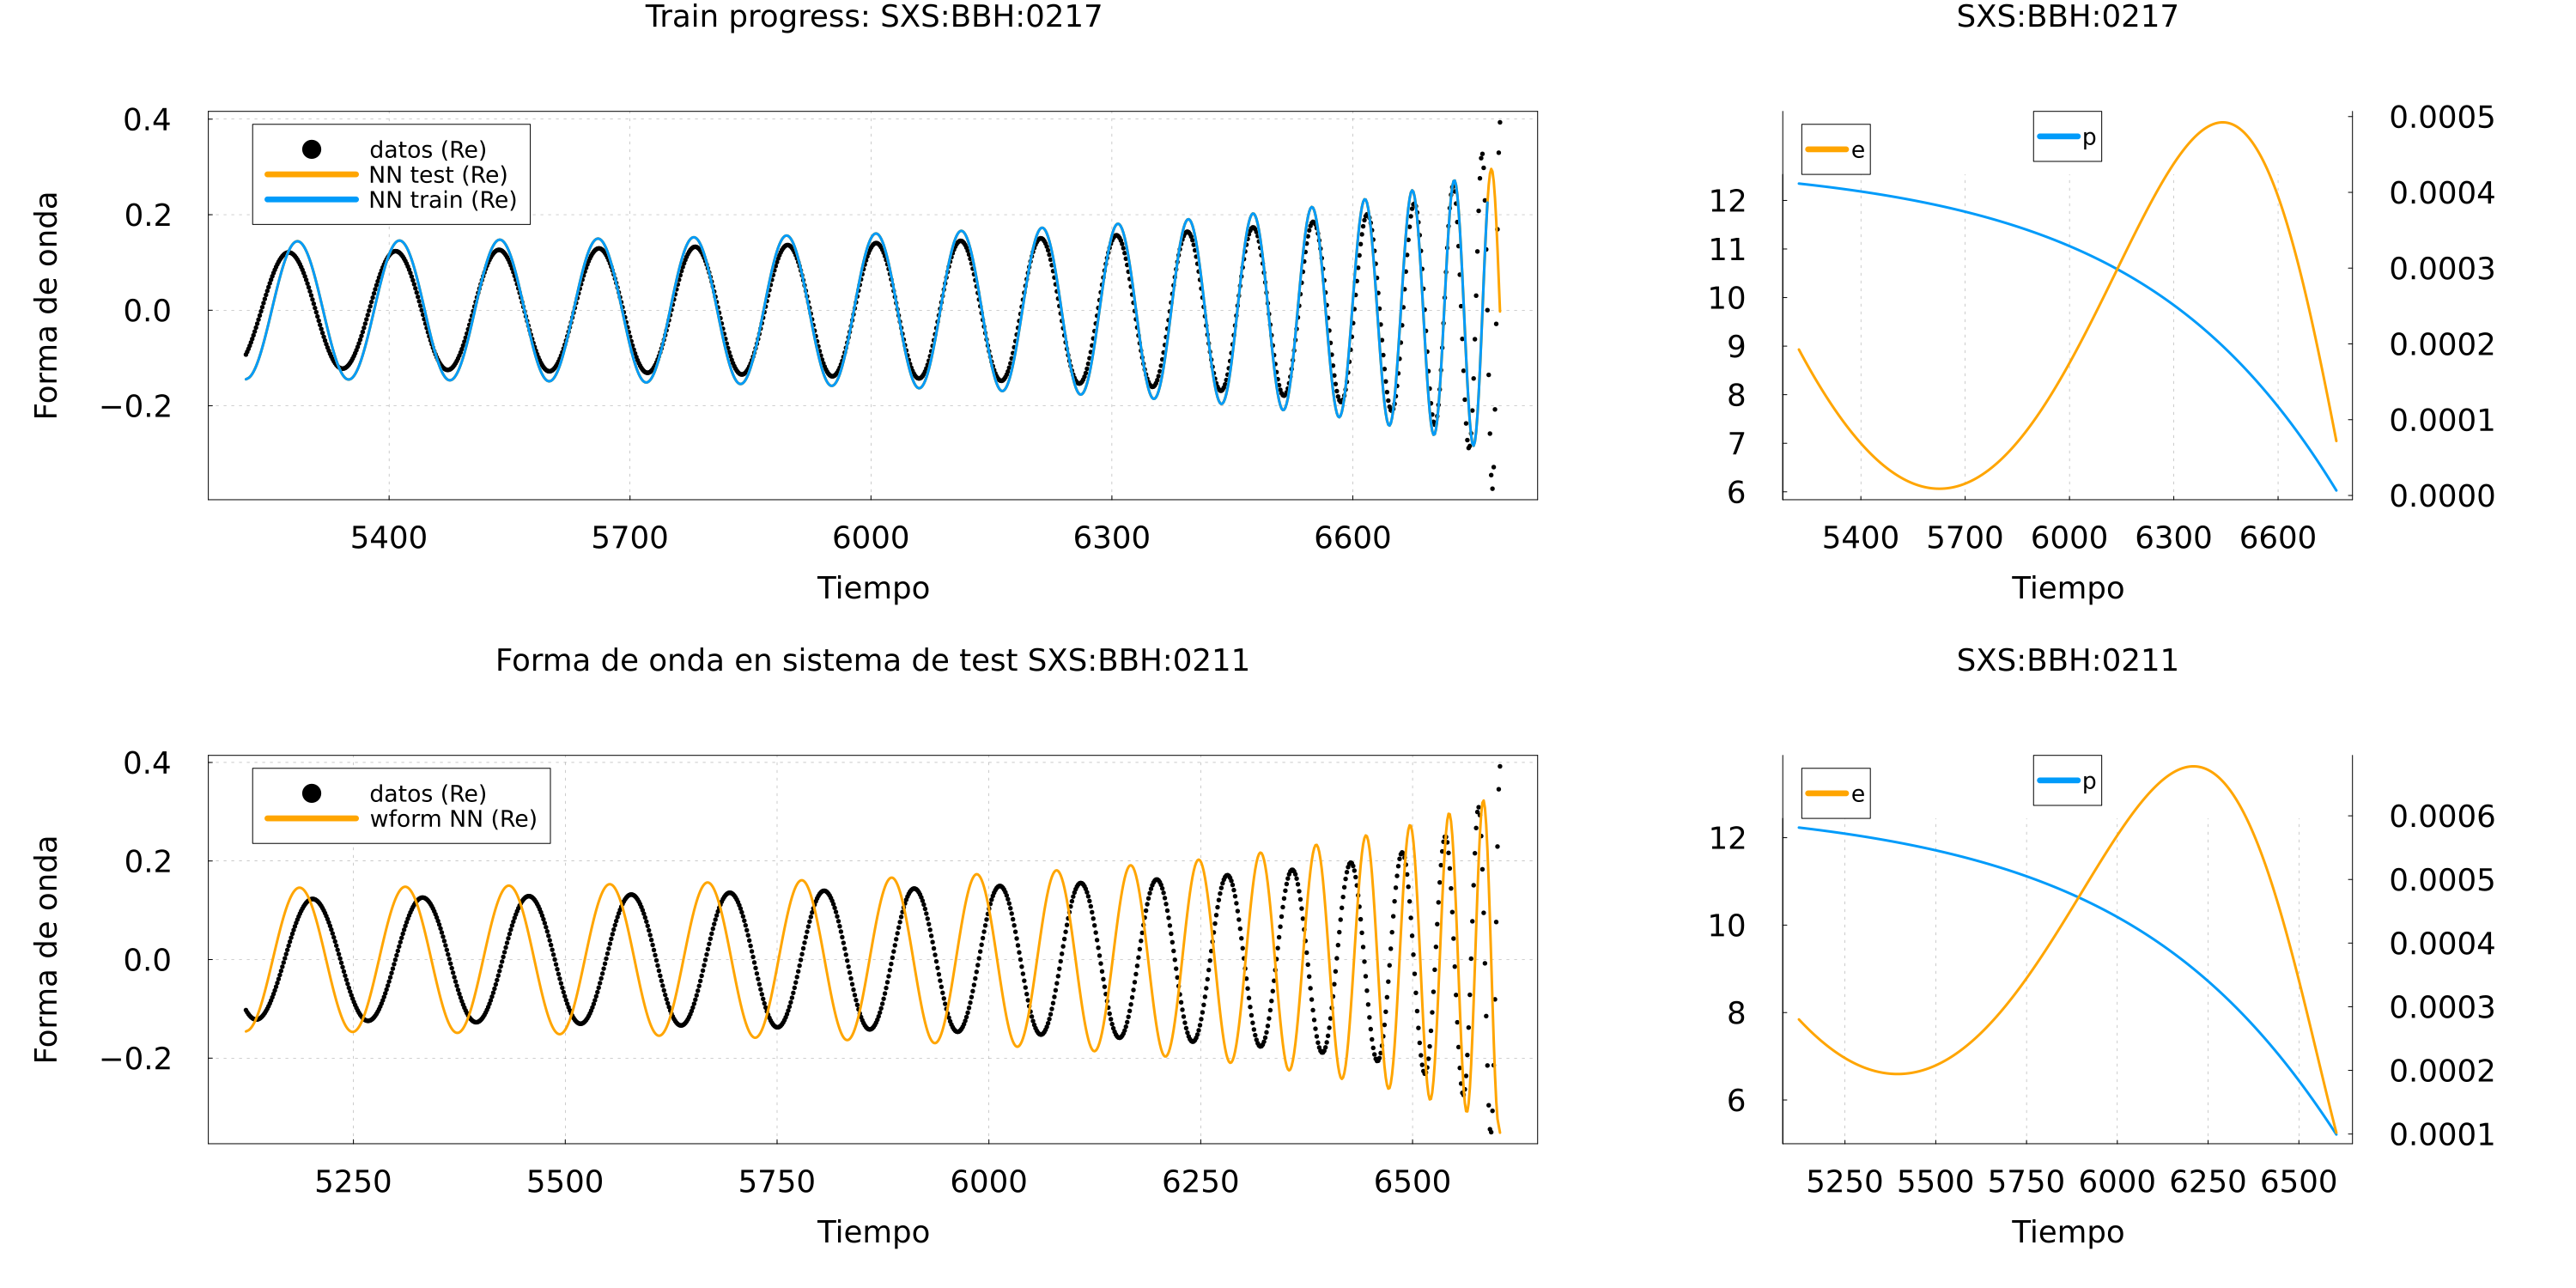 Train progress: SXS:BBH:0217
0.4
0.2
0.0
−0.2
Forma de onda
datos (Re)
NN test (Re)
NN train (Re)
5400 5700 6000 6300 6600
Tiempo
SXS:BBH:0217
e
p
12
11
10
9
8
7
6
0.0005
0.0004
0.0003
0.0002
0.0001
0.0000
5400 5700 6000 6300 6600
Tiempo
Forma de onda en sistema de test SXS:BBH:0211
0.4
0.2
0.0
−0.2
Forma de onda
datos (Re)
wform NN (Re)
5250 5500 5750 6000 6250 6500
Tiempo
SXS:BBH:0211
e
p
12
10
8
6
0.0006
0.0005
0.0004
0.0003
0.0002
0.0001
5250 5500 5750 6000 6250 6500
Tiempo